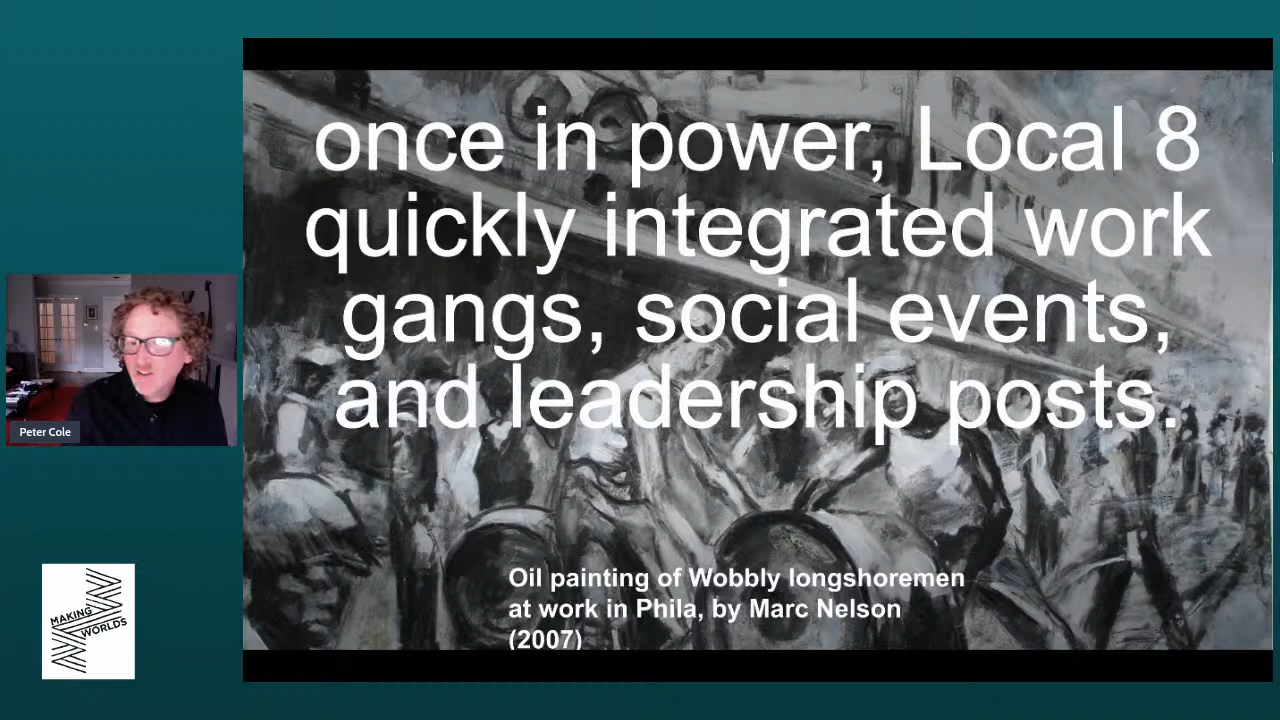 once in power, Local 8
quickly integrated work
gangs, social events,
and leadership posts.
Oil painting of Wobbly longshoremen
at work in Phila, by Marc Nelson
(2007)
Peter Cole
MAKING
WORLDS